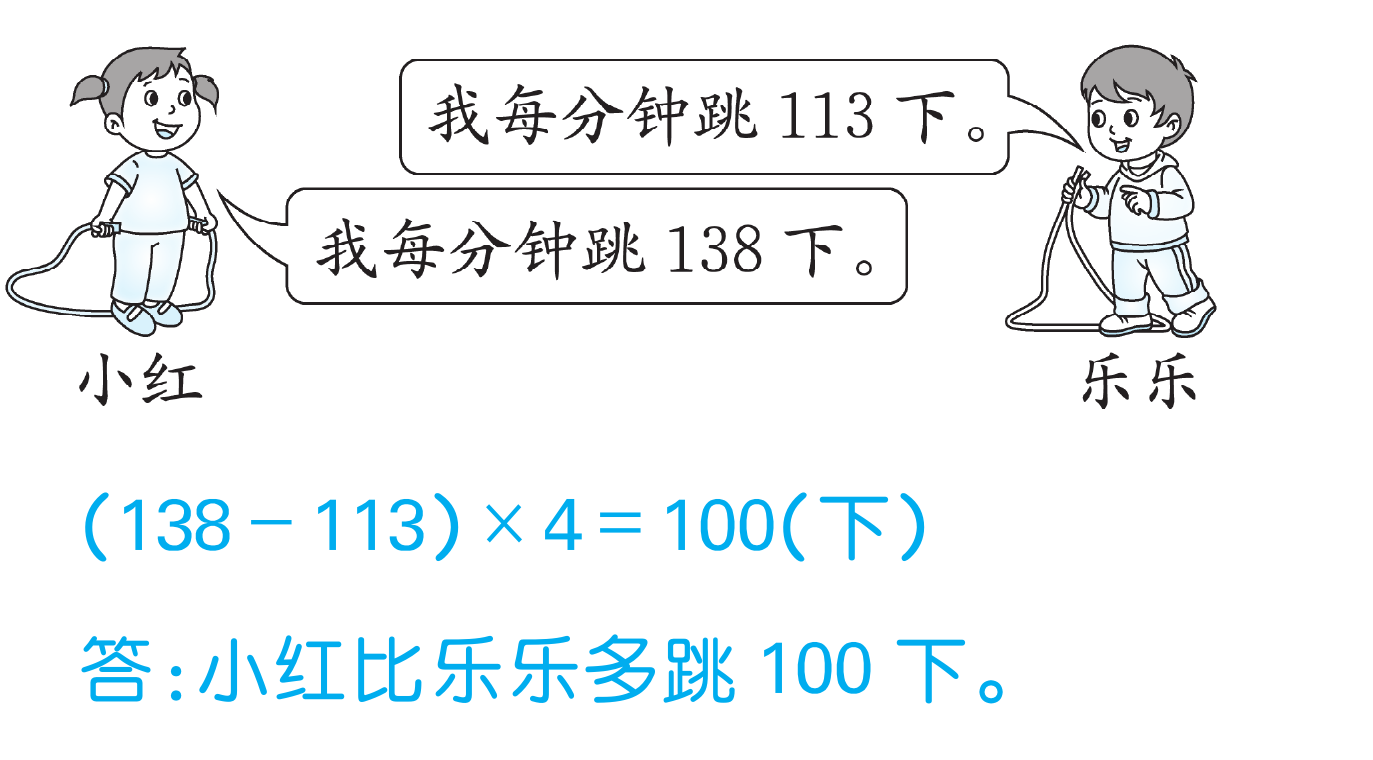 我每分钟跳 113 下。
我每分钟跳 138 下。
小红
乐乐
(138－113)×4＝100(下)
答:小红比乐乐多跳 100 下。